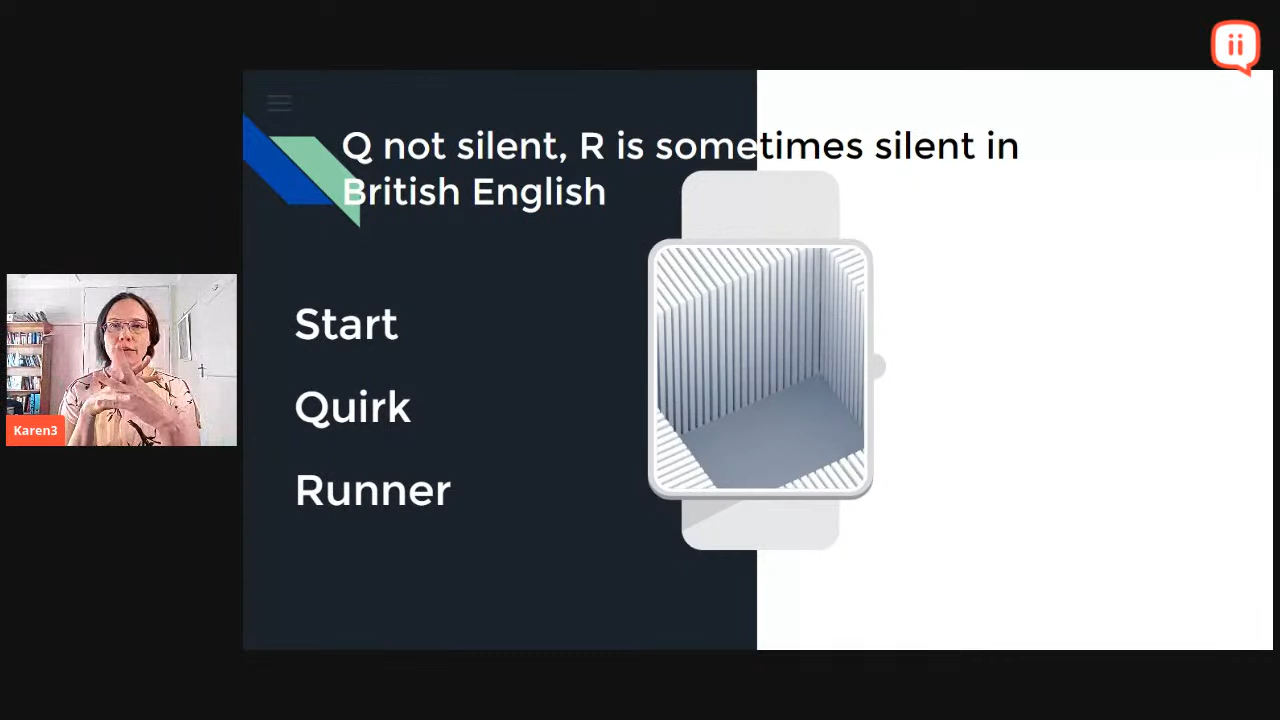 Q not silent, R is sometimes silent in
British English
Start
Quirk
Runner
Karen3